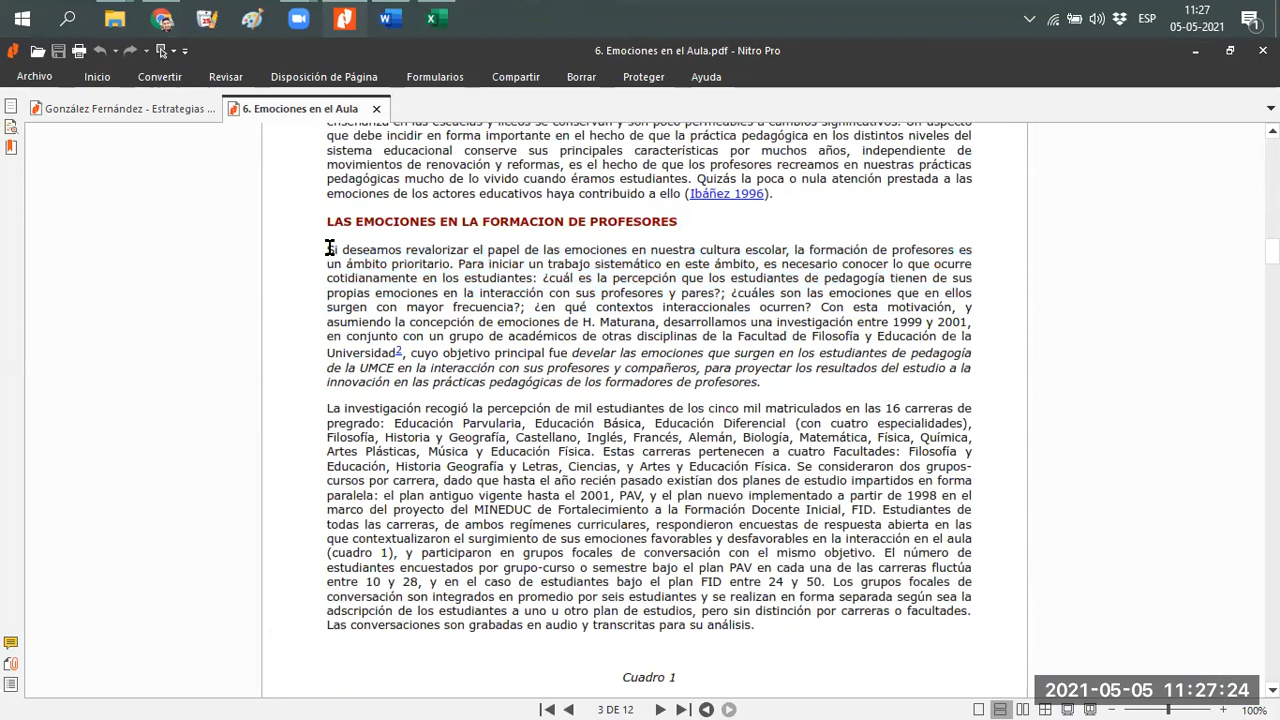 11:27
ESP
05-05-2021
6. Emociones en el Aula.pdf - Nitro Pro
Archivo Inicio Convertir Revisar Disposición de Página Formularios Compartir Borrar Proteger Ayuda
González Fernández - Estrategias ... 6. Emociones en el Aula
enseñanza en las escuelas y liceos se conservan y son poco permeables a cambios significativos. Un aspecto
que debe incidir en forma importante en el hecho de que la práctica pedagógica en los distintos niveles del
sistema educacional conserve sus principales características por muchos años, independiente de
movimientos de renovación y reformas, es el hecho de que los profesores recreamos en nuestras prácticas
pedagógicas mucho de lo vivido cuando éramos estudiantes. Quizás la poca o nula atención prestada a las
emociones de los actores educativos haya contribuido a ello (Ibáñez 1996).
LAS EMOCIONES EN LA FORMACION DE PROFESORES
Si deseamos revalorizar el papel de las emociones en nuestra cultura escolar, la formación de profesores es
un ámbito prioritario. Para iniciar un trabajo sistemático en este ámbito, es necesario conocer lo que ocurre
cotidianamente en los estudiantes: ¿cuál es la percepción que los estudiantes de pedagogía tienen de sus
propias emociones en la interacción con sus profesores y pares?; ¿cuáles son las emociones que en ellos
surgen con mayor frecuencia?; ¿en qué contextos interaccionales ocurren? Con esta motivación, y
asumiendo la concepción de emociones de H. Maturana, desarrollamos una investigación entre 1999 y 2001,
en conjunto con un grupo de académicos de otras disciplinas de la Facultad de Filosofía y Educación de la
Universidad2, cuyo objetivo principal fue develar las emociones que surgen en los estudiantes de pedagogía
de la UMCE en la interacción con sus profesores y compañeros, para proyectar los resultados del estudio a la
innovación en las prácticas pedagógicas de los formadores de profesores.
La investigación recogió la percepción de mil estudiantes de los cinco mil matriculados en las 16 carreras de
pregrado: Educación Parvularia, Educación Básica, Educación Diferencial (con cuatro especialidades),
Filosofía, Historia y Geografía, Castellano, Inglés, Francés, Alemán, Biología, Matemática, Física, Química,
Artes Plásticas, Música y Educación Física. Estas carreras pertenecen a cuatro Facultades: Filosofía y
Educación, Historia Geografía y Letras, Ciencias, y Artes y Educación Física. Se consideraron dos grupos-
cursos por carrera, dado que hasta el año recién pasado existían dos planes de estudio impartidos en forma
paralela: el plan antiguo vigente hasta el 2001, PAV, y el plan nuevo implementado a partir de 1998 en el
marco del proyecto del MINEDUC de Fortalecimiento a la Formación Docente Inicial, FID. Estudiantes de
todas las carreras, de ambos regímenes curriculares, respondieron encuestas de respuesta abierta en las
que contextualizaron el surgimiento de sus emociones favorables y desfavorables en la interacción en el aula
(cuadro 1), y participaron en grupos focales de conversación con el mismo objetivo. El número de
estudiantes encuestados por grupo-curso o semestre bajo el plan PAV en cada una de las carreras fluctúa
entre 10 y 28, y en el caso de estudiantes bajo el plan FID entre 24 y 50. Los grupos focales de
conversación son integrados en promedio por seis estudiantes y se realizan en forma separada según sea la
adscripción de los estudiantes a uno u otro plan de estudios, pero sin distinción por carreras o facultades.
Las conversaciones son grabadas en audio y transcritas para su análisis.
Cuadro 1
2021-05-05 11:27:24
3 DE 12
100%